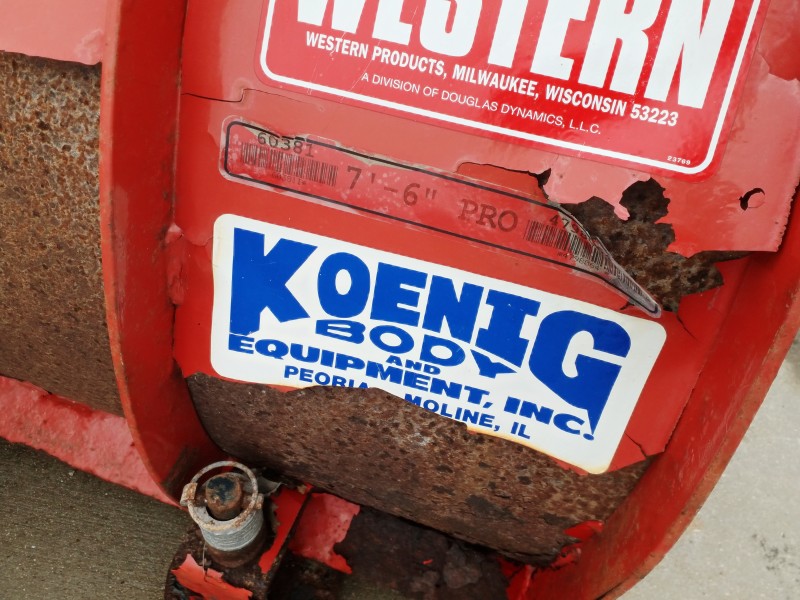 WESTERN
WESTERN PRODUCTS, MILWAUKEE, WISCONSIN 53223
A DIVISION OF DOUGLAS DYNAMICS, L.L.C.
23789
60381
7'-6" PRO
KOENIG
BODY
AND
EQUIPMENT, INC.
PEORIA MOLINE, IL